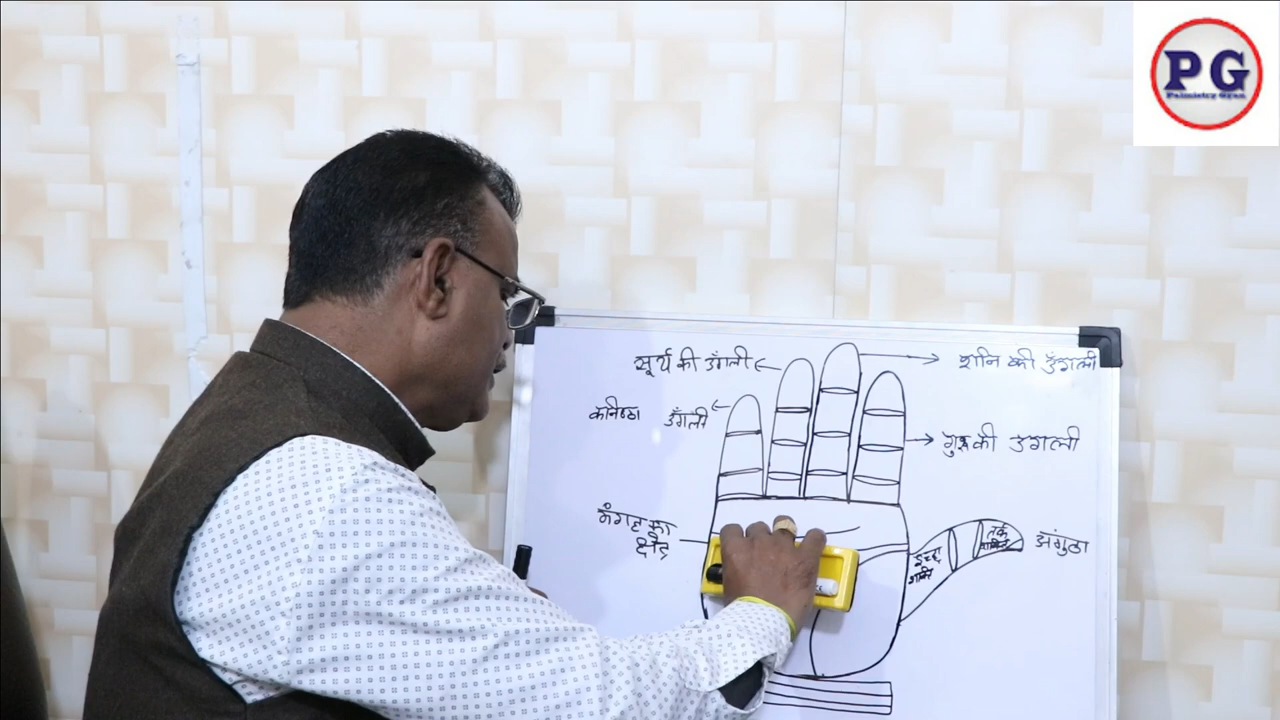 PG
Palmistry Gyan
सूर्य की उँगली
शनि की उँगली
कनिष्ठा उँगली
गुरु की उंगली
मंगल का
क्षेत्र
तर्क
शक्ति
इच्छा
शक्ति
अंगुठा